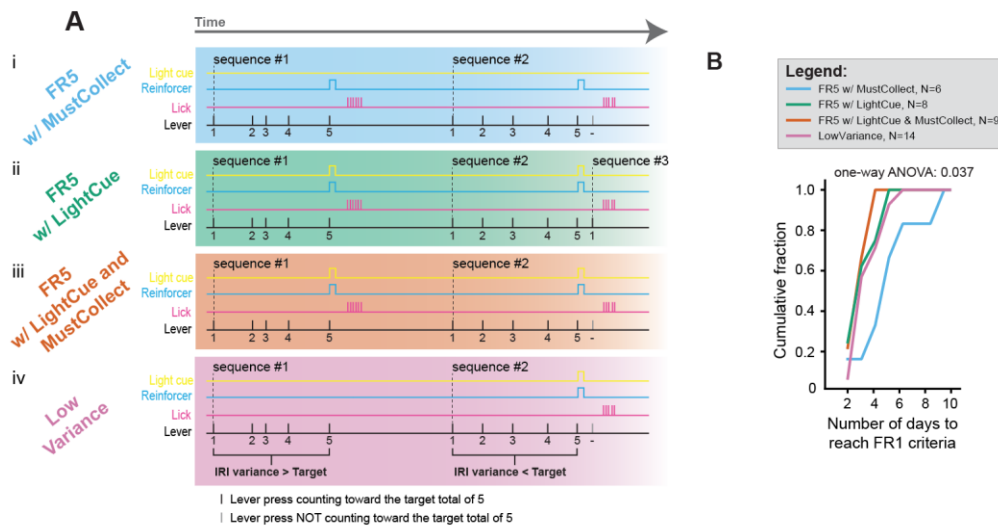 A
Time
i
FR5
w/ MustCollect
sequence #1
sequence #2
Light cue
Reinforcer
Lick
Lever
1 2 3 4 5 1 2 3 4 5 -
ii
FR5
w/ LightCue
sequence #1
sequence #2
sequence #3
Light cue
Reinforcer
Lick
Lever
1 2 3 4 5 1 2 3 4 5 1
iii
FR5
w/ LightCue and
MustCollect
sequence #1
sequence #2
Light cue
Reinforcer
Lick
Lever
1 2 3 4 5 1 2 3 4 5
iv
Low
Variance
sequence #1
sequence #2
Light cue
Reinforcer
Lick
Lever
1 2 3 4 5 1 2 3 4 5 -
IRI variance > Target
IRI variance < Target
| Lever press counting toward the target total of 5
| Lever press NOT counting toward the target total of 5
B
Legend:
FR5 w/ MustCollect, N=6
FR5 w/ LightCue, N=8
FR5 w/ LightCue & MustCollect, N=9
LowVariance, N=14
one-way ANOVA: 0.037
Cumulative fraction
1.0
0.8
0.6
0.4
0.2
0
2 4 6 8 10
Number of days to
reach FR1 criteria